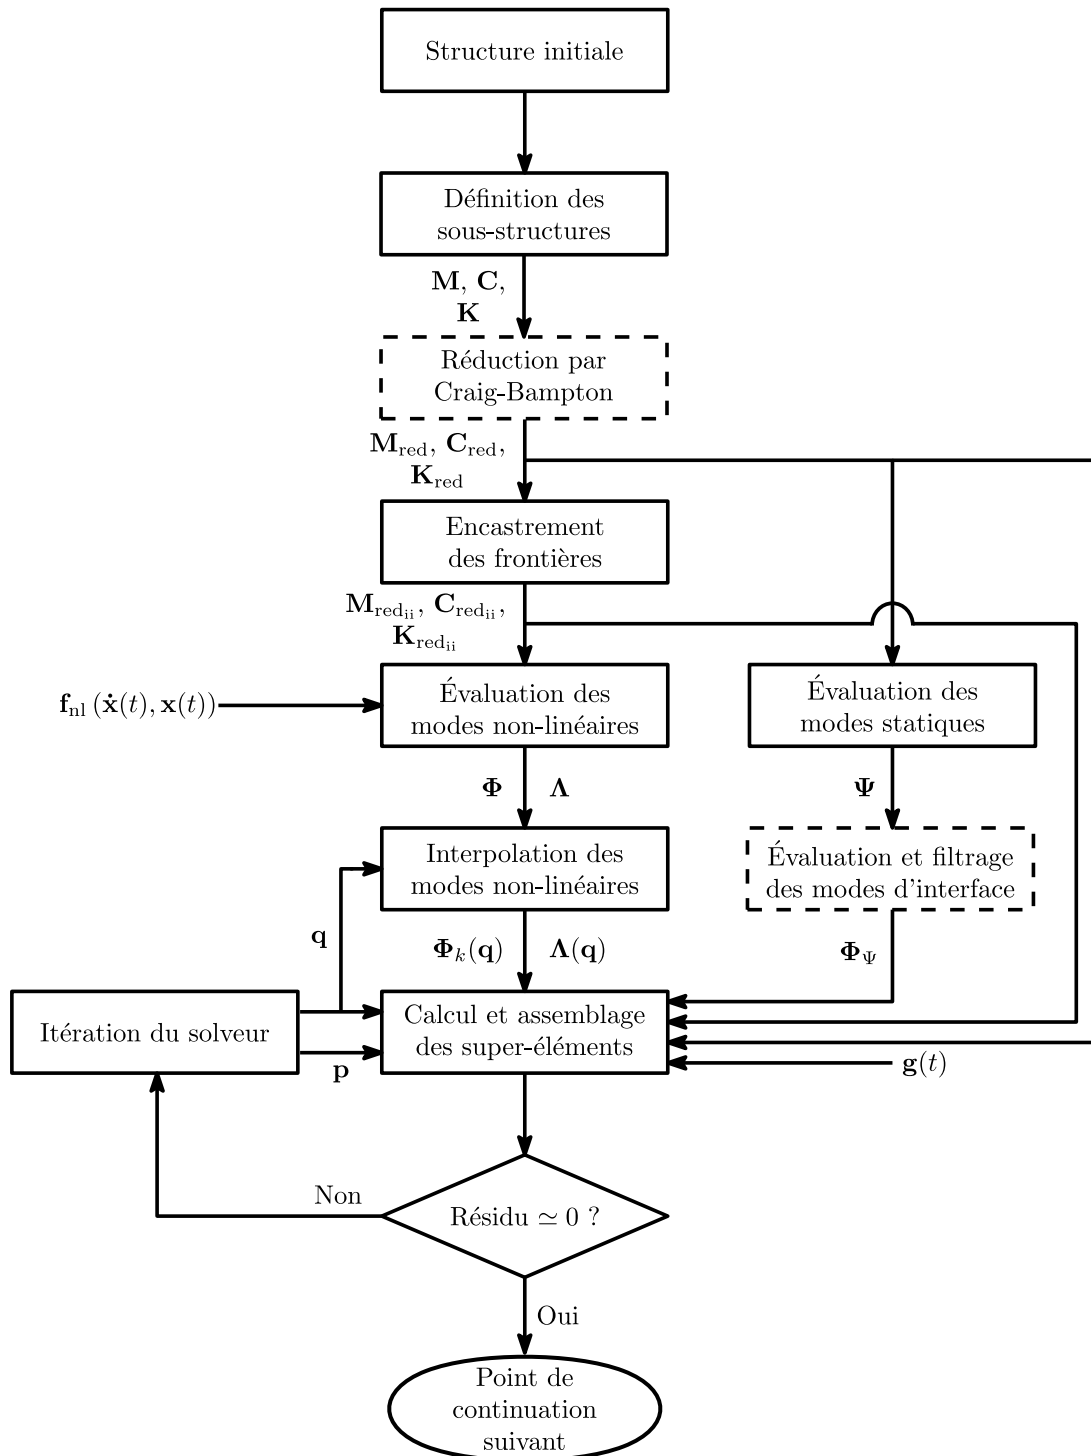 Structure initiale
Définition des
sous-structures
M, C,
K
Réduction par
Craig-Bampton
M_red, C_red,
K_red
Encastrement
des frontières
M_red_ii, C_red_ii,
K_red_ii
f_nl (ẋ(t), x(t))
Évaluation des
modes non-linéaires
Évaluation des
modes statiques
Φ Λ
Ψ
Interpolation des
modes non-linéaires
Évaluation et filtrage
des modes d'interface
q
Φ_k(q) Λ(q)
Φ_Ψ
Itération du solveur
Calcul et assemblage
des super-éléments
p
g(t)
Non
Résidu ≃ 0 ?
Oui
Point de
continuation
suivant